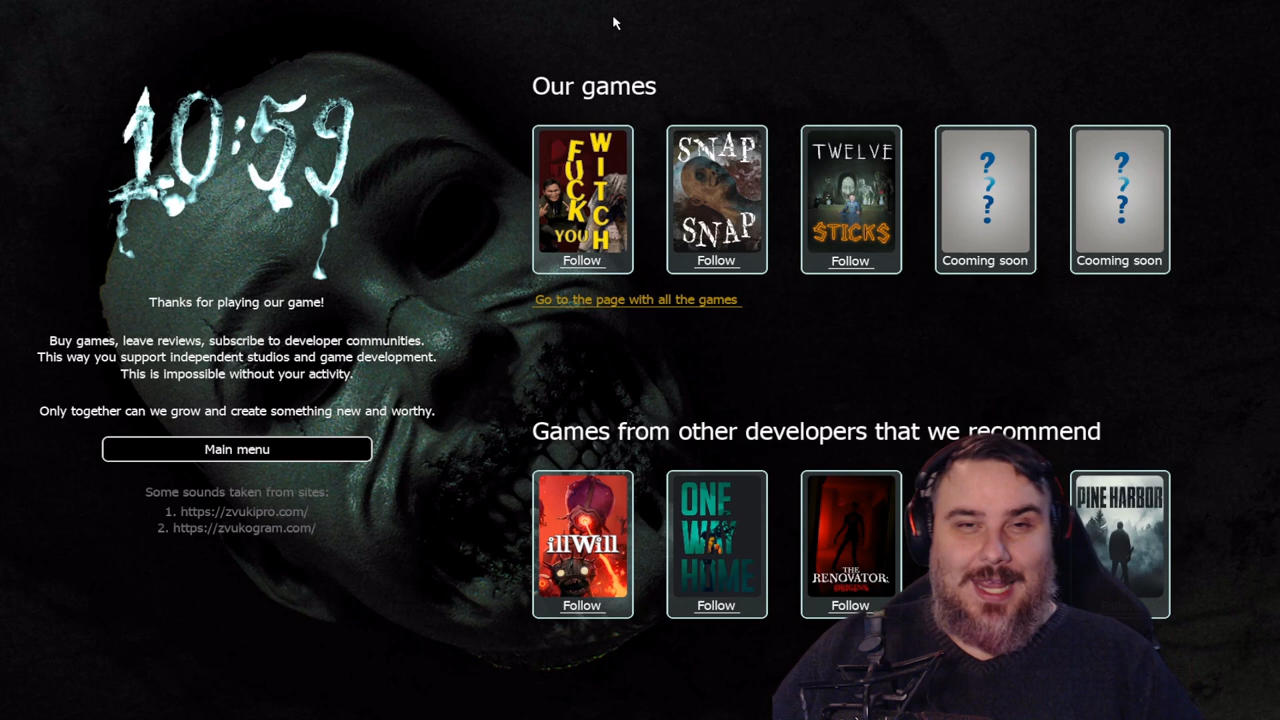 10:59
Thanks for playing our game!
Buy games, leave reviews, subscribe to developer communities.
This way you support independent studios and game development.
This is impossible without your activity.
Only together can we grow and create something new and worthy.
Main menu
Some sounds taken from sites:
1. https://zvukipro.com/
2. https://zvukogram.com/
Our games
FUCK
YOU
WITCH
Follow
SNAP
SNAP
Follow
TWELVE
STICKS
Follow
?
?
?
Cooming soon
?
?
?
Cooming soon
Go to the page with all the games
Games from other developers that we recommend
illWill
Follow
ONE
WAY
HOME
Follow
THE
RENOVATOR:
ORIGINS
Follow
PINE HARBOR